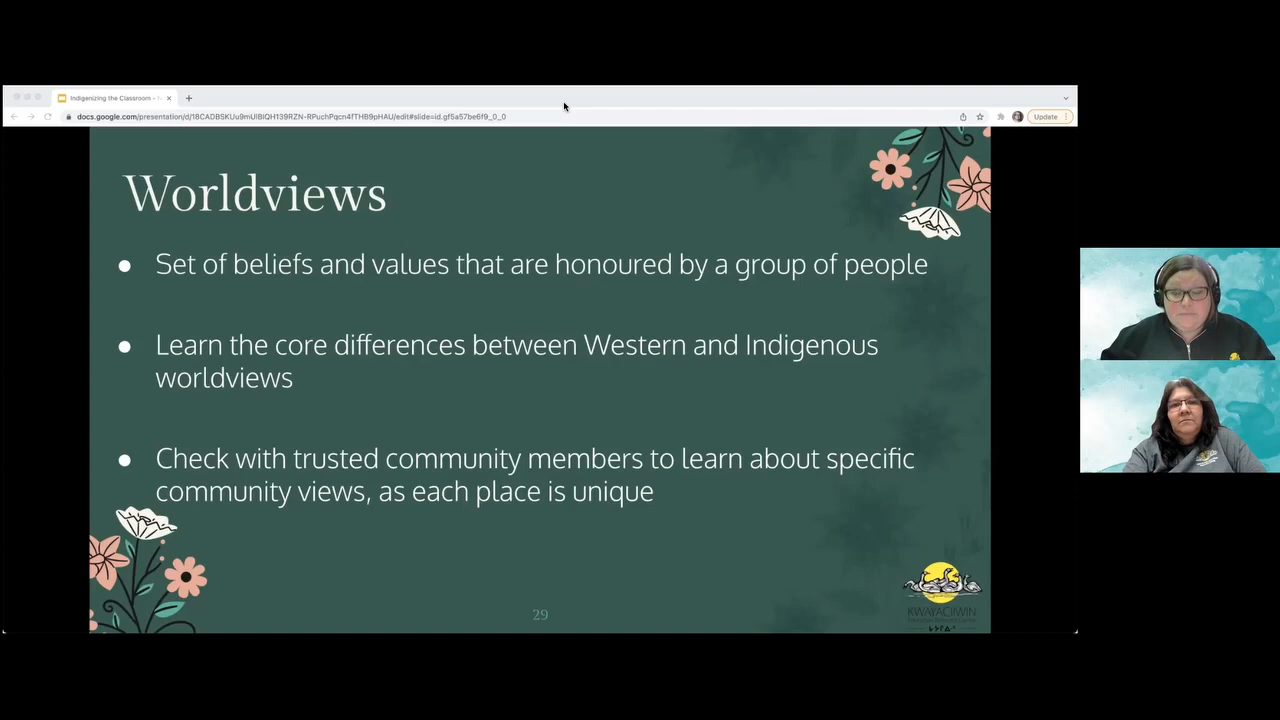 Indigenizing the Classroom -
docs.google.com/presentation/d/18CADBSKUu9mUlBIQH139RZN-RPuchPqcn4fTHB9pHAU/edit#slide=id.gf5a57be6f9_0_0
Update
Worldviews
● Set of beliefs and values that are honoured by a group of people
● Learn the core differences between Western and Indigenous
worldviews
● Check with trusted community members to learn about specific
community views, as each place is unique
29
KWAYACIIWIN